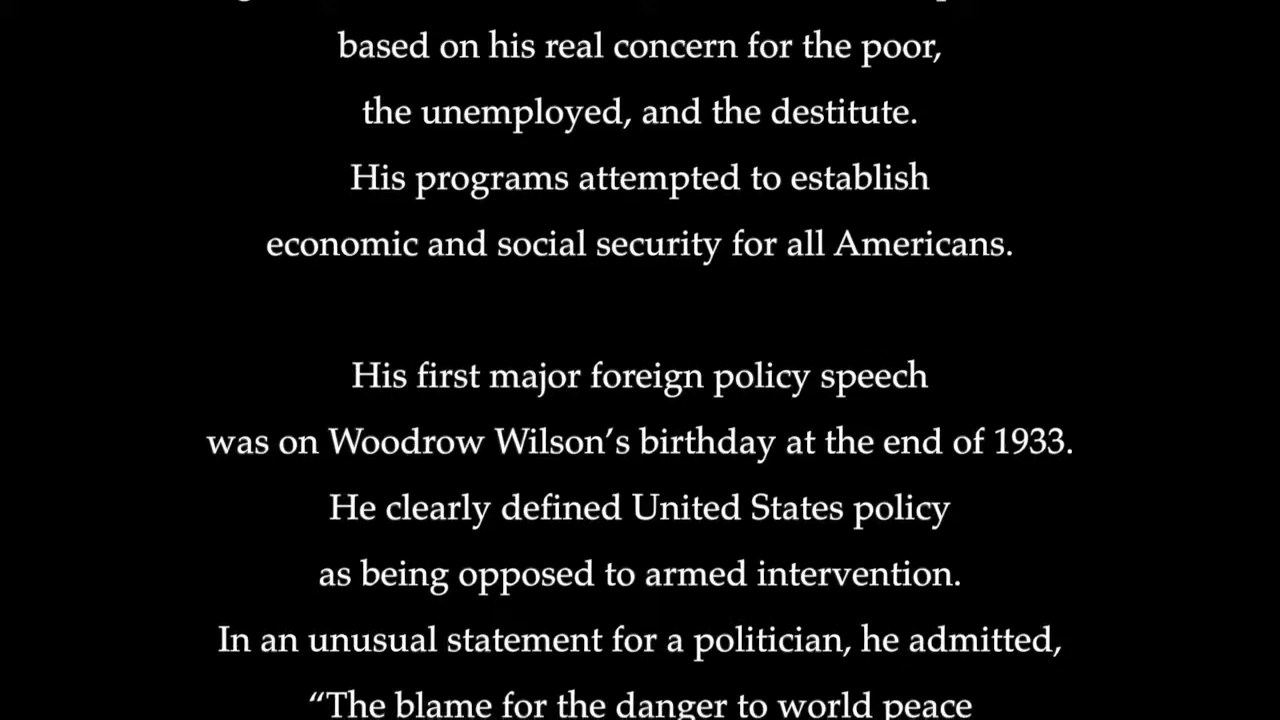 based on his real concern for the poor,
the unemployed, and the destitute.
His programs attempted to establish
economic and social security for all Americans.
His first major foreign policy speech
was on Woodrow Wilson’s birthday at the end of 1933.
He clearly defined United States policy
as being opposed to armed intervention.
In an unusual statement for a politician, he admitted,
“The blame for the danger to world peace